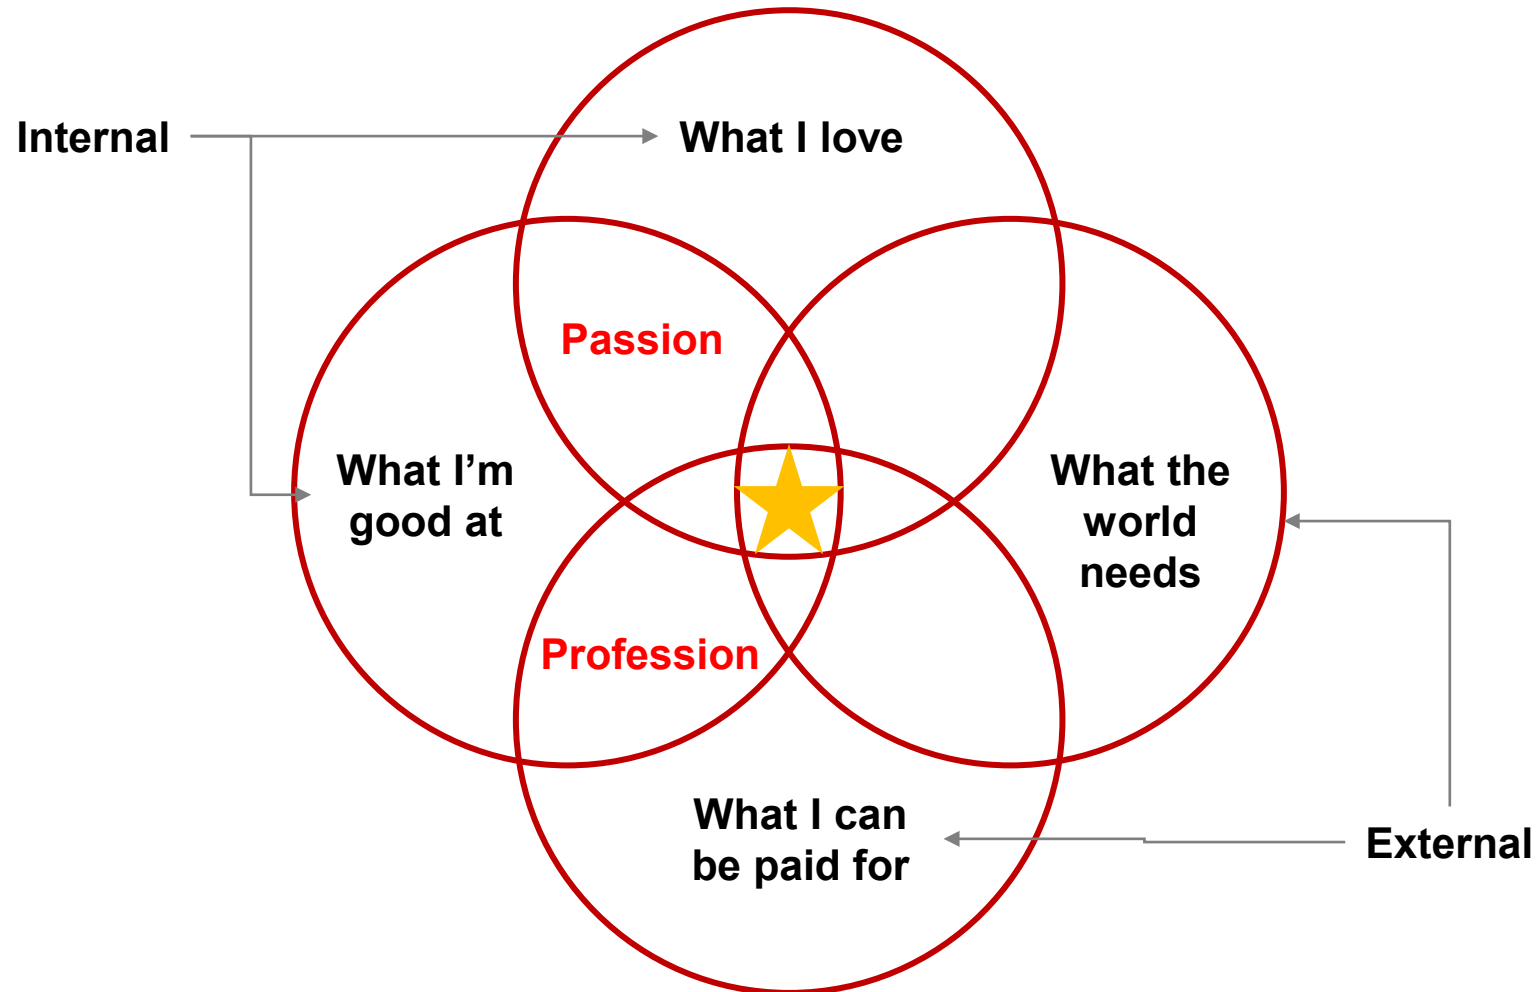 Internal
What I love
Passion
What I’m
good at
What the
world
needs
Profession
What I can
be paid for
External